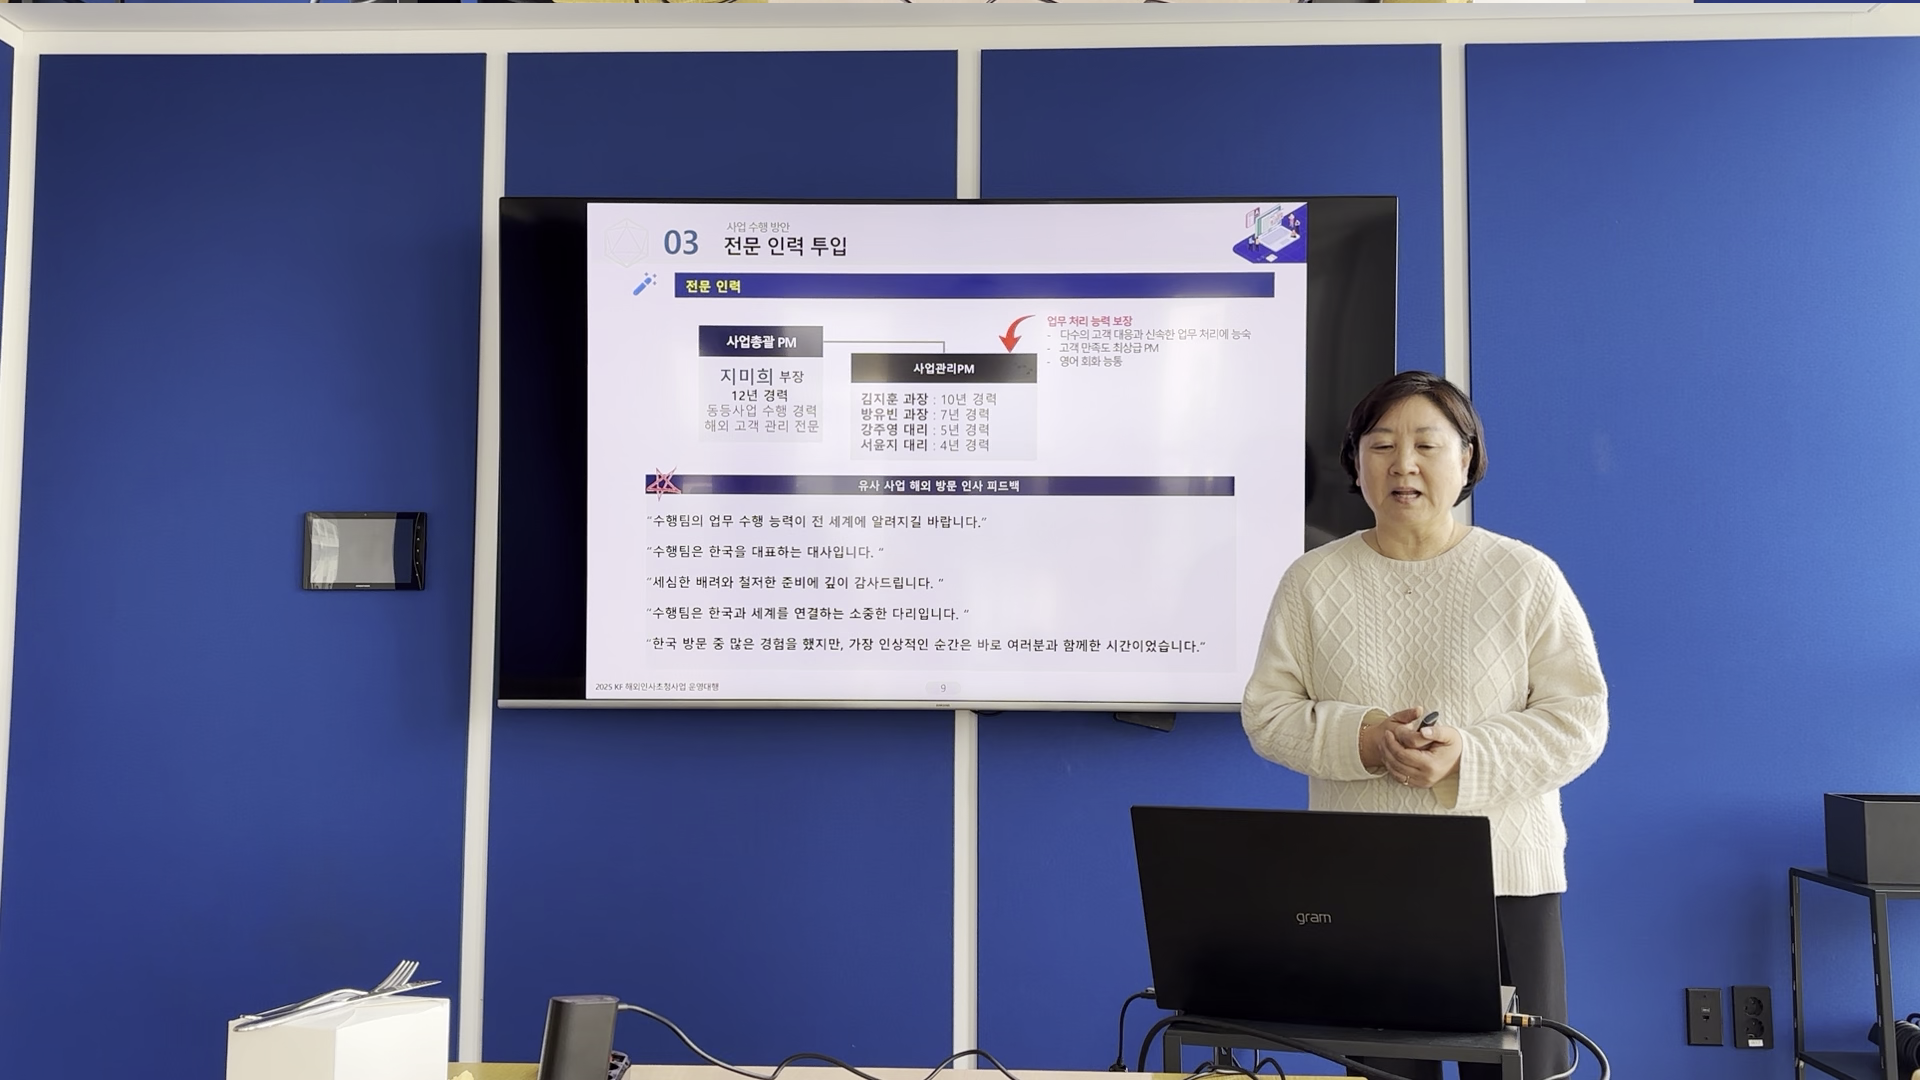 사업 수행 방안
03 전문 인력 투입
전문 인력
업무 처리 능력 보장
- 다수의 고객 대응과 신속한 업무 처리에 능숙
- 고객 만족도 최상급 PM
- 영어 회화 능통
사업총괄 PM
지미희 부장
12년 경력
동등사업 수행 경력
해외 고객 관리 전문
사업관리PM
김지훈 과장 : 10년 경력
방유빈 과장 : 7년 경력
강주영 대리 : 5년 경력
서윤지 대리 : 4년 경력
유사 사업 해외 방문 인사 피드백
“수행팀의 업무 수행 능력이 전 세계에 알려지길 바랍니다.”
“수행팀은 한국을 대표하는 대사입니다. “
“세심한 배려와 철저한 준비에 깊이 감사드립니다. ”
“수행팀은 한국과 세계를 연결하는 소중한 다리입니다. ”
“한국 방문 중 많은 경험을 했지만, 가장 인상적인 순간은 바로 여러분과 함께한 시간이었습니다.“
2025 KF 해외인사초청사업 운영대행
9
gram